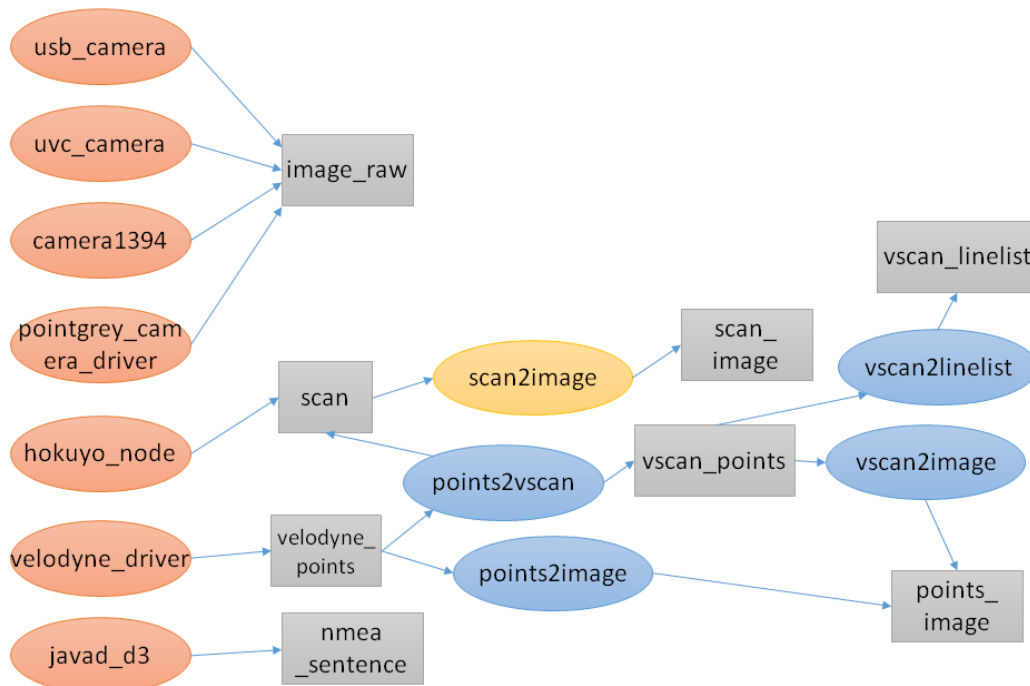 usb_camera
uvc_camera
image_raw
camera1394
vscan_linelist
pointgrey_cam
era_driver
scan_
image
vscan2linelist
scan2image
scan
hokuyo_node
points2vscan
vscan_points
vscan2image
velodyne_driver
velodyne_
points
points2image
points_
image
javad_d3
nmea
_sentence